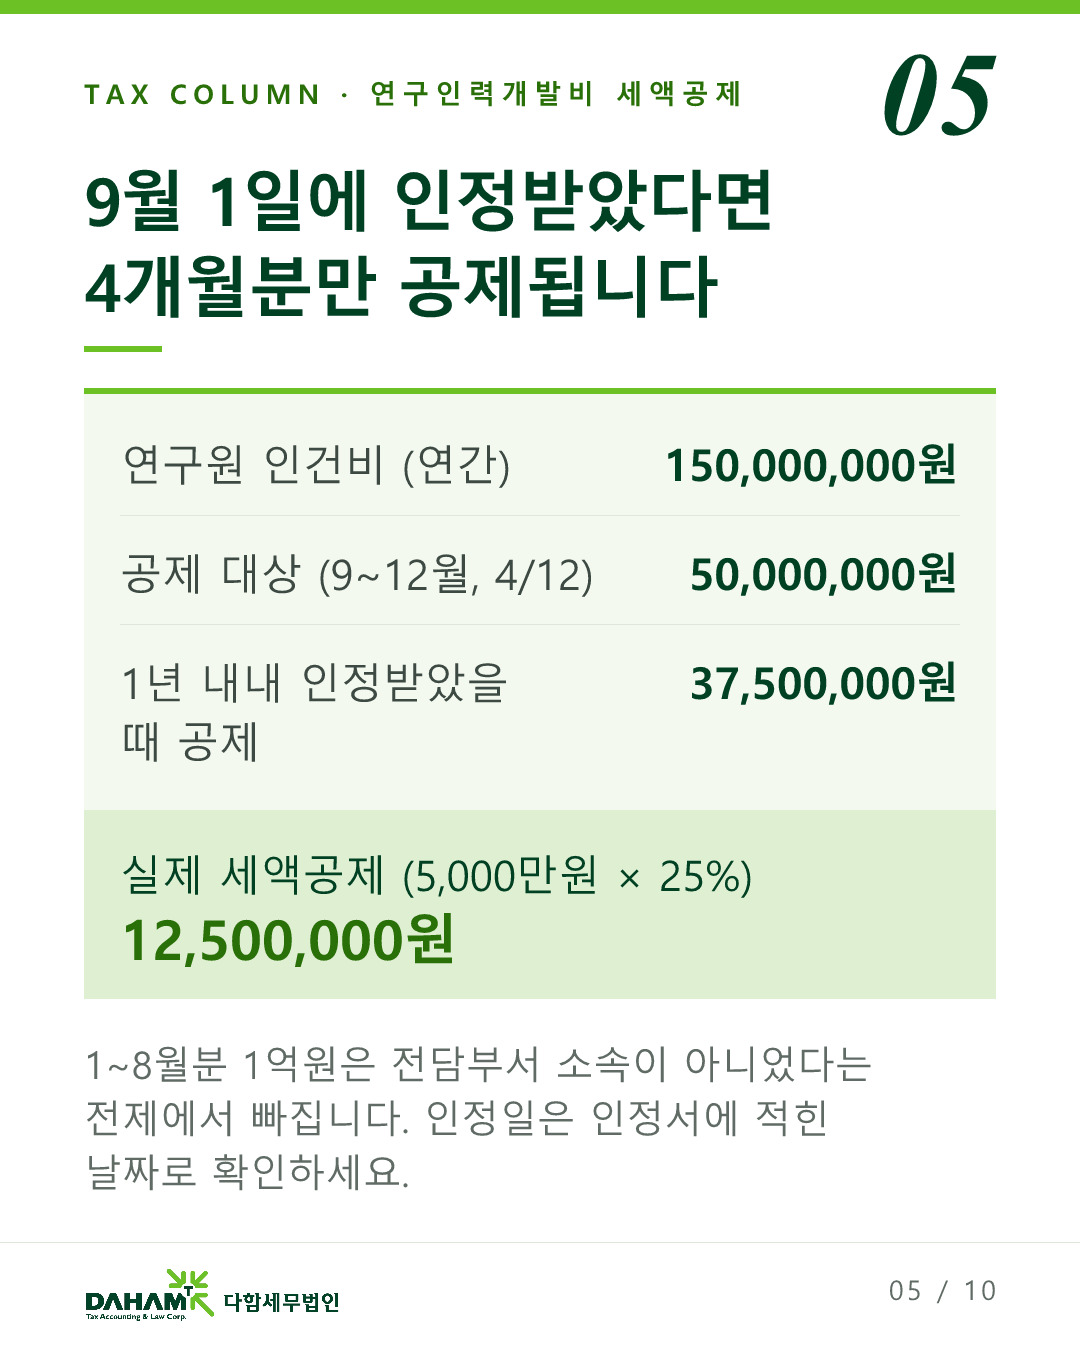 TAX COLUMN · 연구인력개발비 세액공제
05
9월 1일에 인정받았다면
4개월분만 공제됩니다
연구원 인건비 (연간) 150,000,000원
공제 대상 (9~12월, 4/12) 50,000,000원
1년 내내 인정받았을 37,500,000원
때 공제
실제 세액공제 (5,000만원 × 25%)
12,500,000원
1~8월분 1억원은 전담부서 소속이 아니었다는
전제에서 빠집니다. 인정일은 인정서에 적힌
날짜로 확인하세요.
DAHAM T 다함세무법인
Tax Accounting & Law Corp.
05 / 10